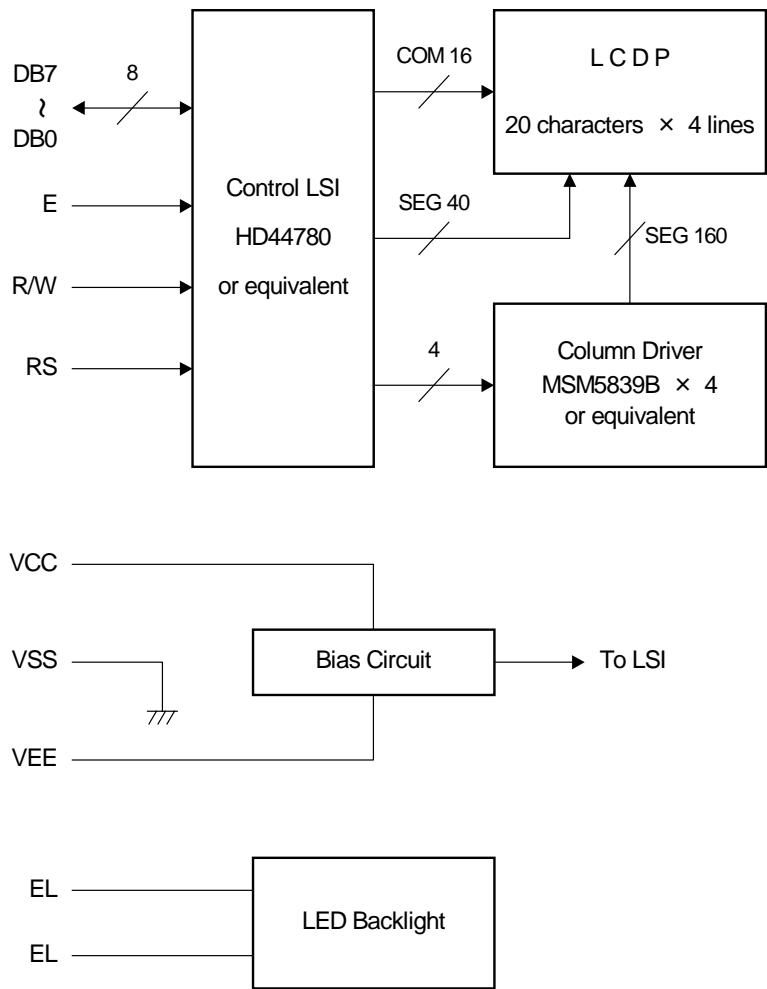 DB7
~
DB0
8
E
R/W
RS
Control LSI
HD44780
or equivalent
COM 16
SEG 40
4
L C D P
20 characters × 4 lines
SEG 160
Column Driver
MSM5839B × 4
or equivalent
VCC
VSS
VEE
Bias Circuit
To LSI
EL
EL
LED Backlight